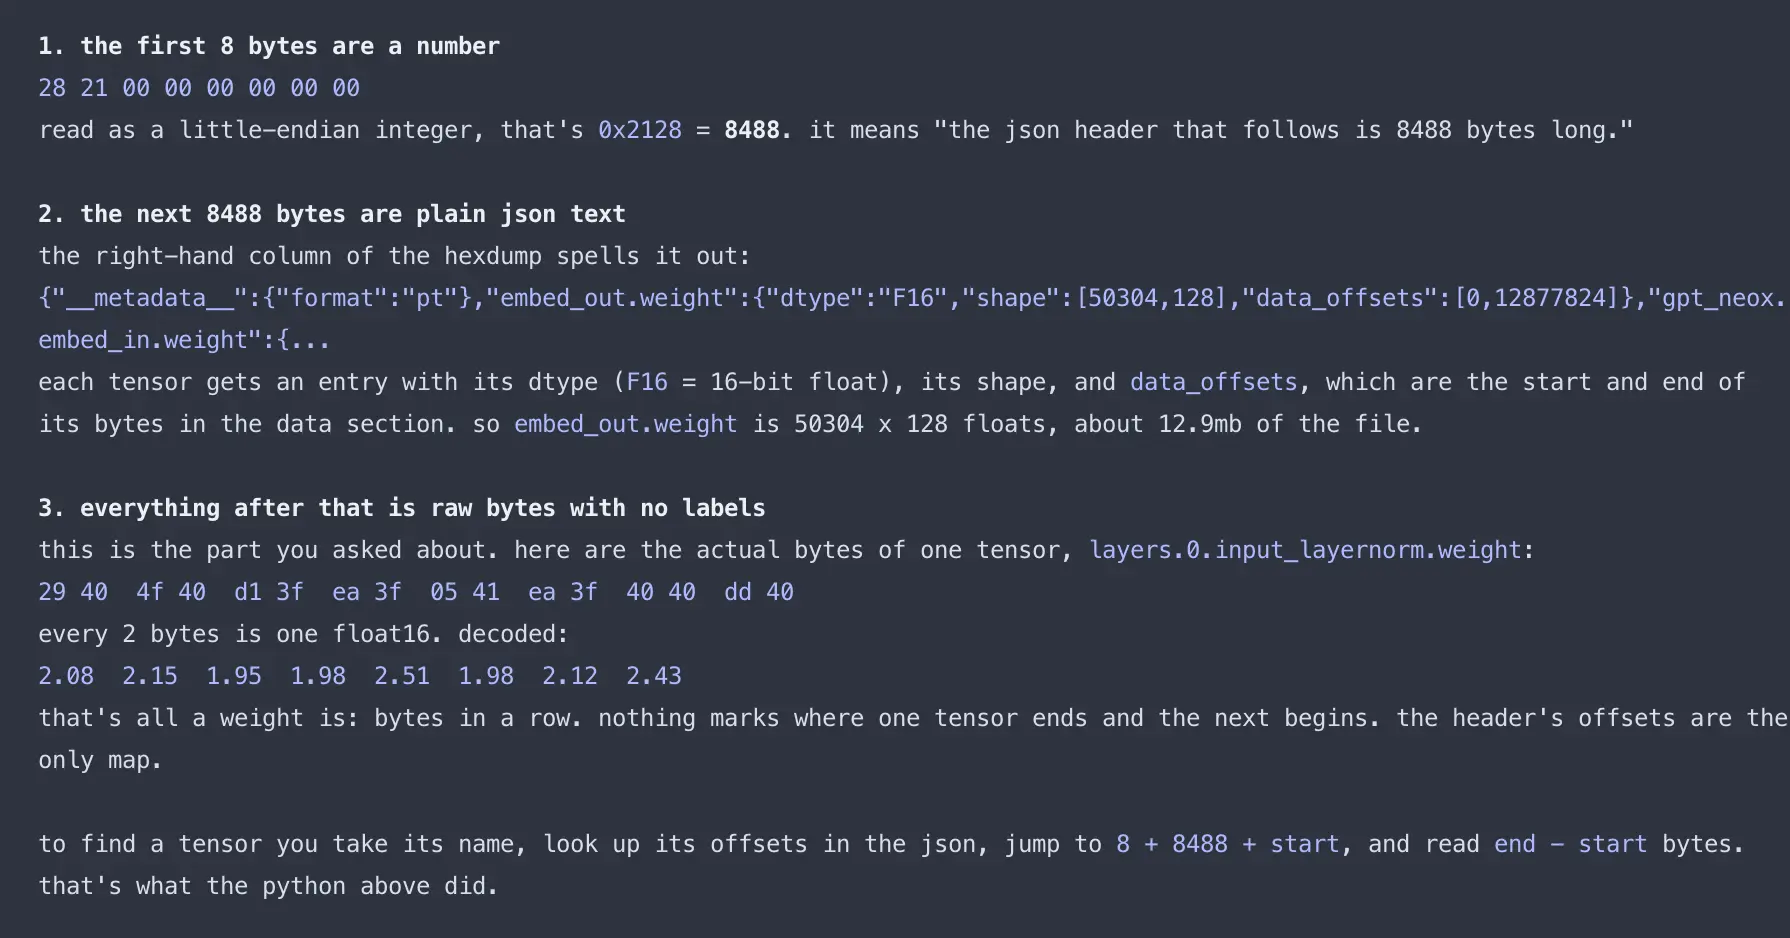 1. the first 8 bytes are a number
28 21 00 00 00 00 00 00
read as a little-endian integer, that's 0x2128 = 8488. it means "the json header that follows is 8488 bytes long."
2. the next 8488 bytes are plain json text
the right-hand column of the hexdump spells it out:
{"__metadata__":{"format":"pt"},"embed_out.weight":{"dtype":"F16","shape":[50304,128],"data_offsets":[0,12877824]},"gpt_neox.
embed_in.weight":{...
each tensor gets an entry with its dtype (F16 = 16-bit float), its shape, and data_offsets, which are the start and end of
its bytes in the data section. so embed_out.weight is 50304 x 128 floats, about 12.9mb of the file.
3. everything after that is raw bytes with no labels
this is the part you asked about. here are the actual bytes of one tensor, layers.0.input_layernorm.weight:
29 40  4f 40  d1 3f  ea 3f  05 41  ea 3f  40 40  dd 40
every 2 bytes is one float16. decoded:
2.08  2.15  1.95  1.98  2.51  1.98  2.12  2.43
that's all a weight is: bytes in a row. nothing marks where one tensor ends and the next begins. the header's offsets are the
only map.
to find a tensor you take its name, look up its offsets in the json, jump to 8 + 8488 + start, and read end - start bytes.
that's what the python above did.